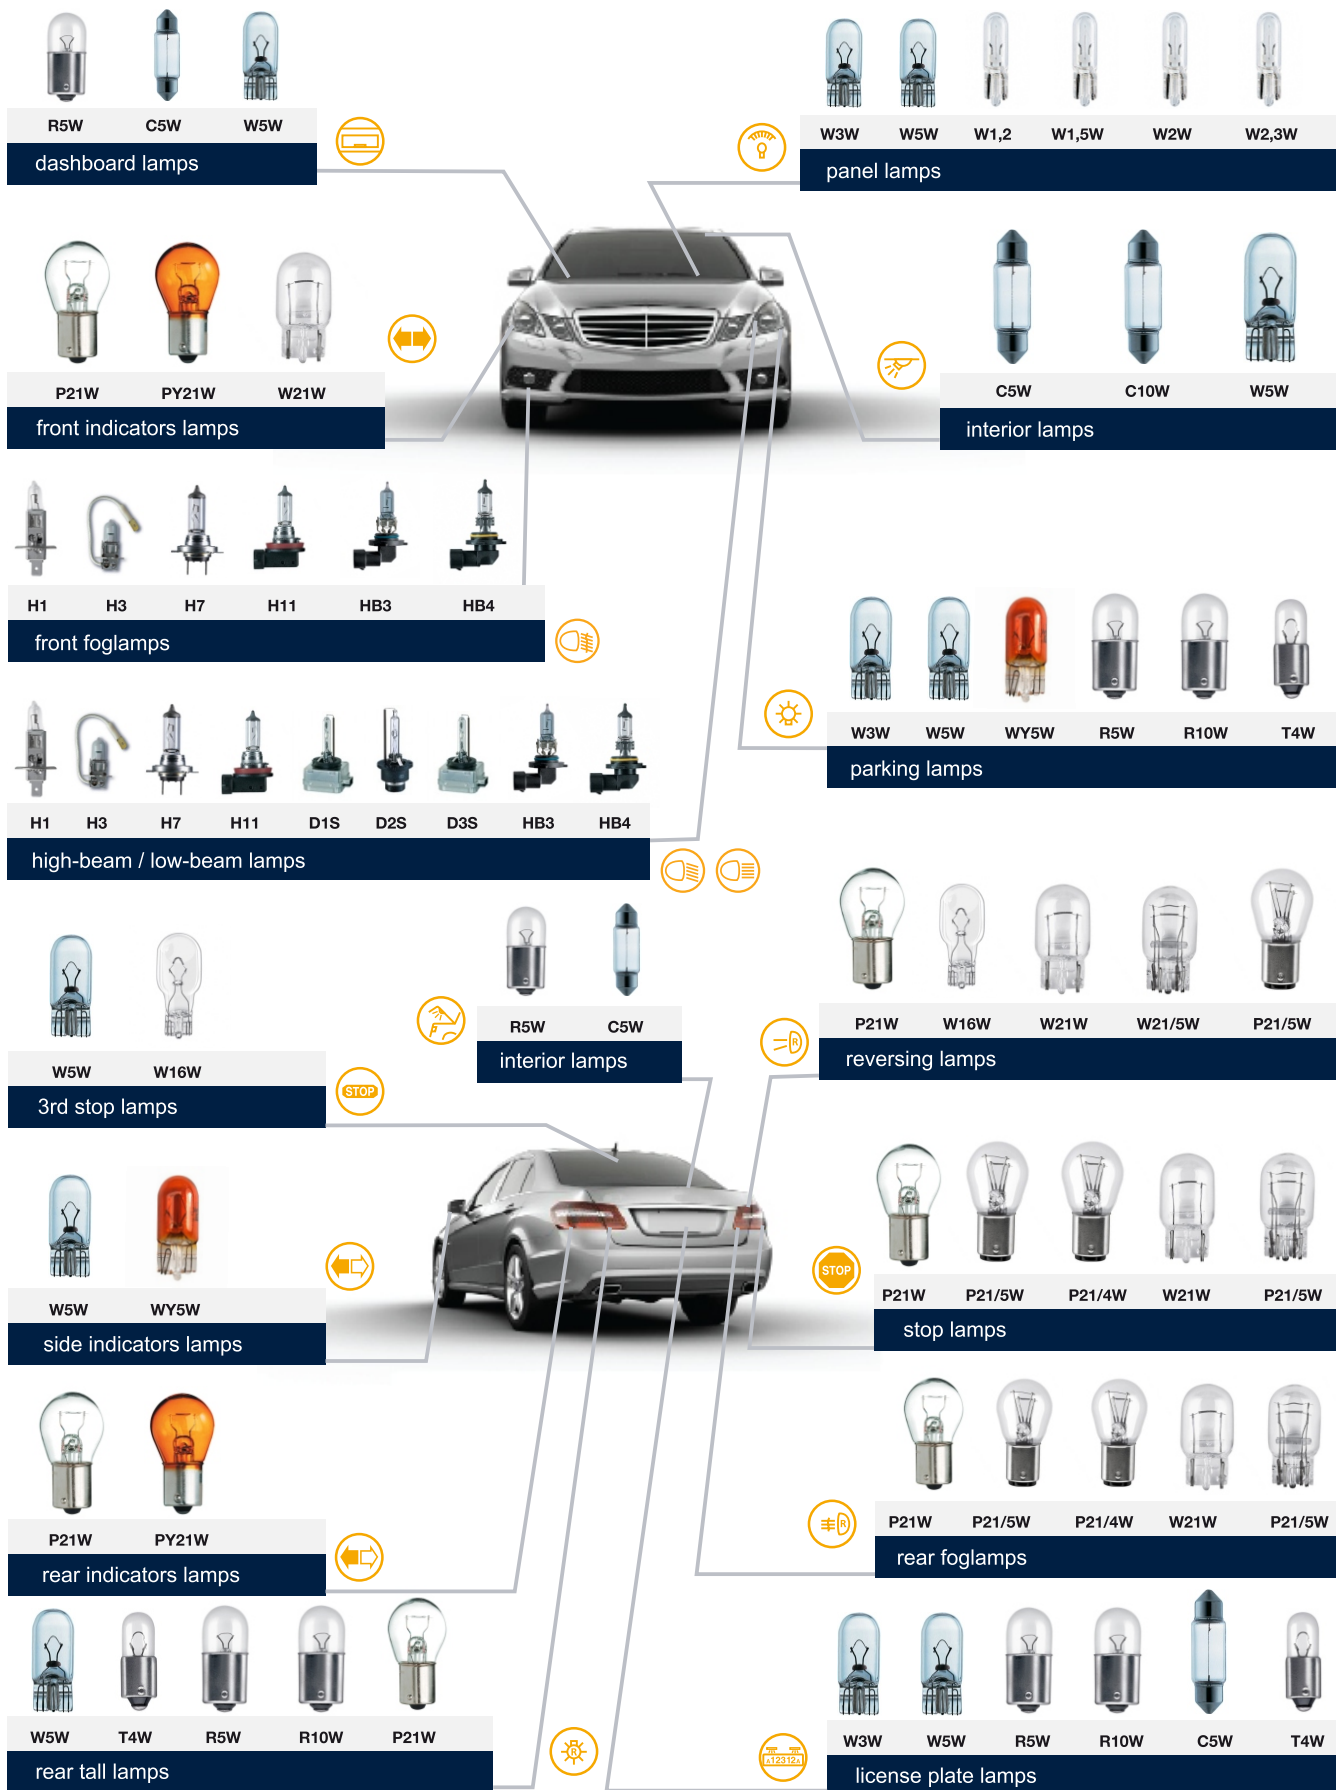 R5W C5W W5W
dashboard lamps
W3W W5W W1,2 W1,5W W2W W2,3W
panel lamps
P21W PY21W W21W
front indicators lamps
C5W C10W W5W
interior lamps
H1 H3 H7 H11 HB3 HB4
front foglamps
W3W W5W WY5W R5W R10W T4W
parking lamps
H1 H3 H7 H11 D1S D2S D3S HB3 HB4
high-beam / low-beam lamps
W5W W16W
3rd stop lamps
STOP
R5W C5W
interior lamps
P21W W16W W21W W21/5W P21/5W
reversing lamps
R
W5W WY5W
side indicators lamps
P21W P21/5W P21/4W W21W P21/5W
stop lamps
STOP
P21W PY21W
rear indicators lamps
P21W P21/5W P21/4W W21W P21/5W
rear foglamps
R
W5W T4W R5W R10W P21W
rear tall lamps
R
W3W W5W R5W R10W C5W T4W
license plate lamps
A12312A